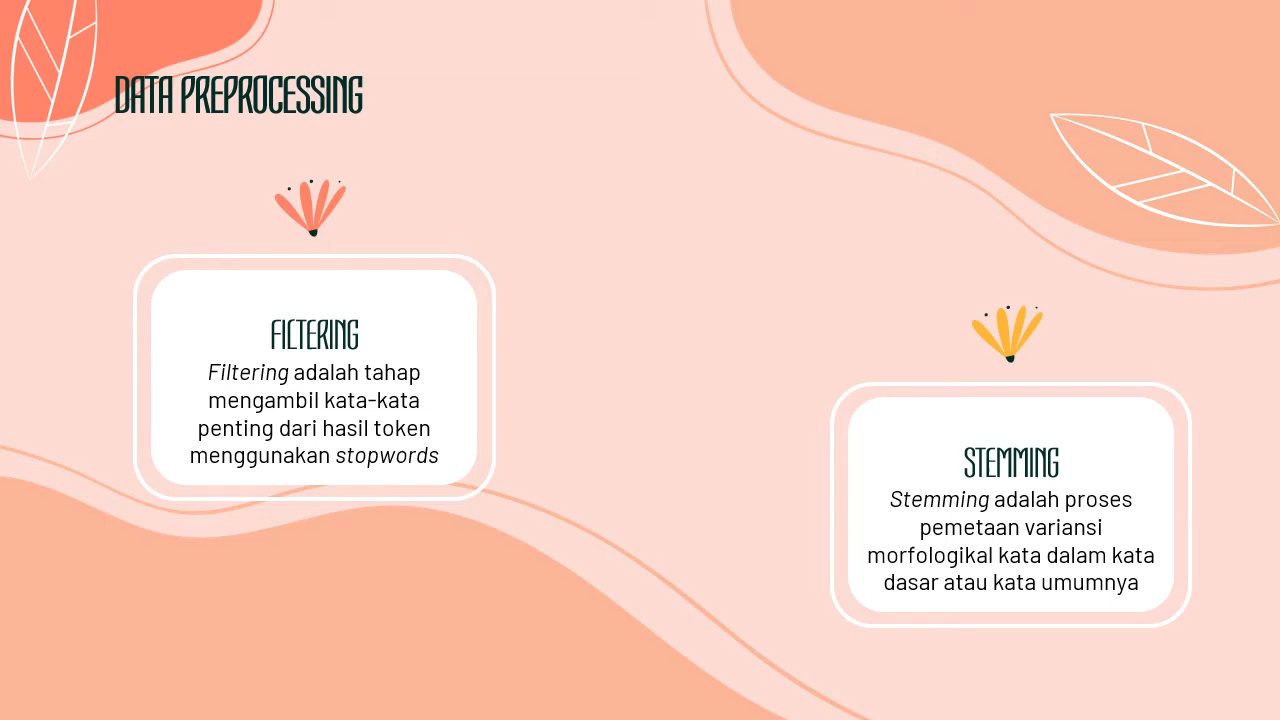 DATA PREPROCESSING
FILTERING
Filtering adalah tahap
mengambil kata-kata
penting dari hasil token
menggunakan stopwords
STEMMING
Stemming adalah proses
pemetaan variansi
morfologikal kata dalam kata
dasar atau kata umumnya